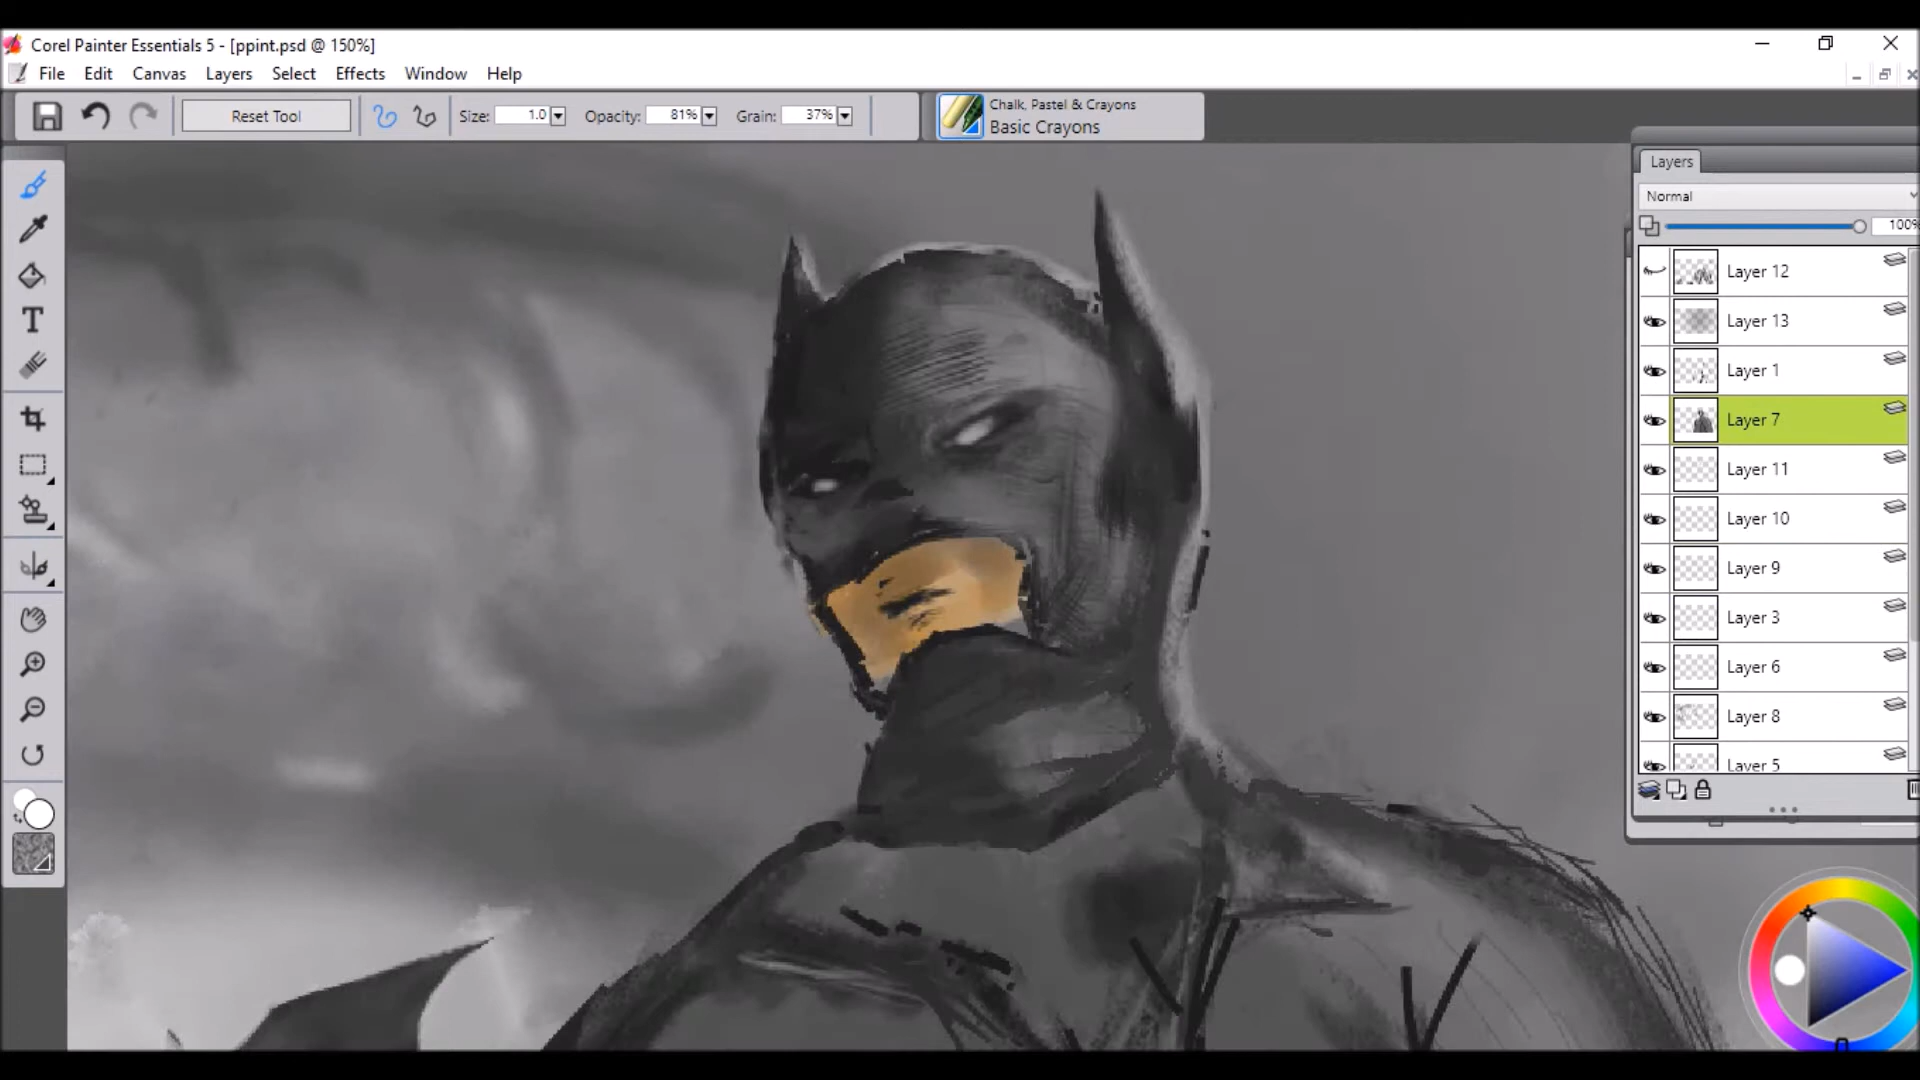 Corel Painter Essentials 5 - [ppint.psd @ 150%]
File Edit Canvas Layers Select Effects Window Help
Reset Tool Size: 1.0 Opacity: 81% Grain: 37% Chalk, Pastel & Crayons
Basic Crayons
Layers
Normal
100%
Layer 12
Layer 13
Layer 1
Layer 7
Layer 11
Layer 10
Layer 9
Layer 3
Layer 6
Layer 8
Layer 5